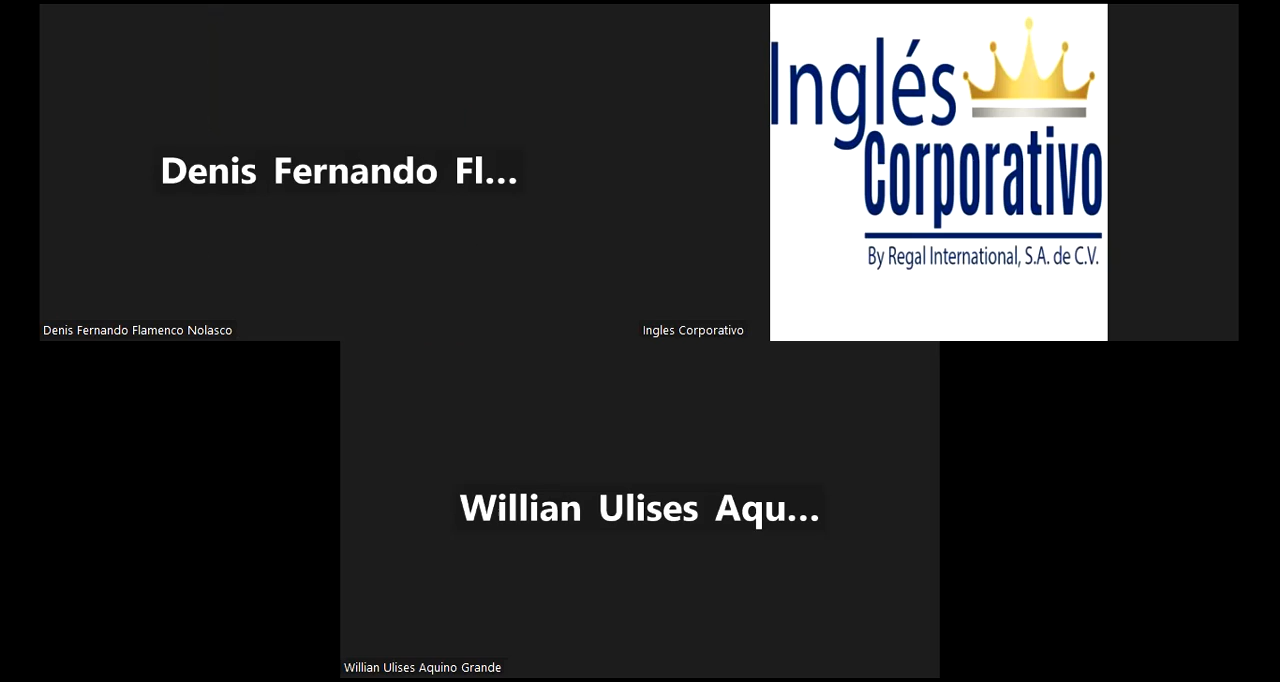 Denis Fernando Fl...
Denis Fernando Flamenco Nolasco
Inglés
Corporativo
By Regal International, S.A. de C.V.
Ingles Corporativo
Willian Ulises Aqu...
Willian Ulises Aquino Grande